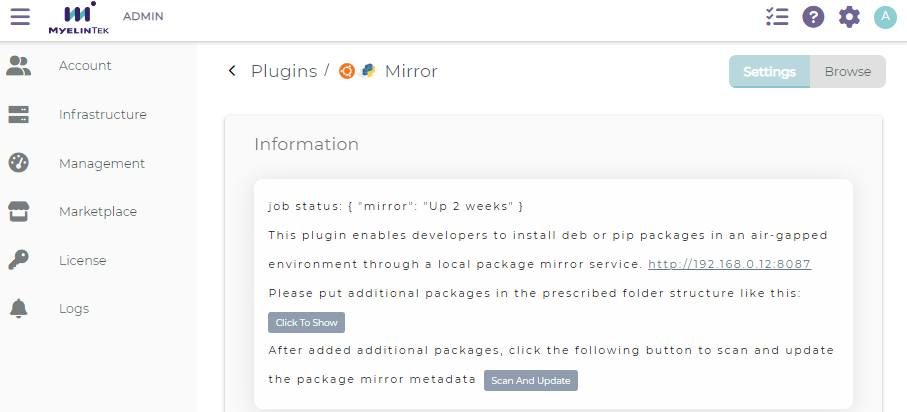 MYELINTEK
ADMIN
A
Account
Infrastructure
Management
Marketplace
License
Logs
Plugins / Mirror
Settings
Browse
Information
job status: { "mirror": "Up 2 weeks" }
This plugin enables developers to install deb or pip packages in an air-gapped
environment through a local package mirror service. http://192.168.0.12:8087
Please put additional packages in the prescribed folder structure like this:
Click To Show
After added additional packages, click the following button to scan and update
the package mirror metadata Scan And Update